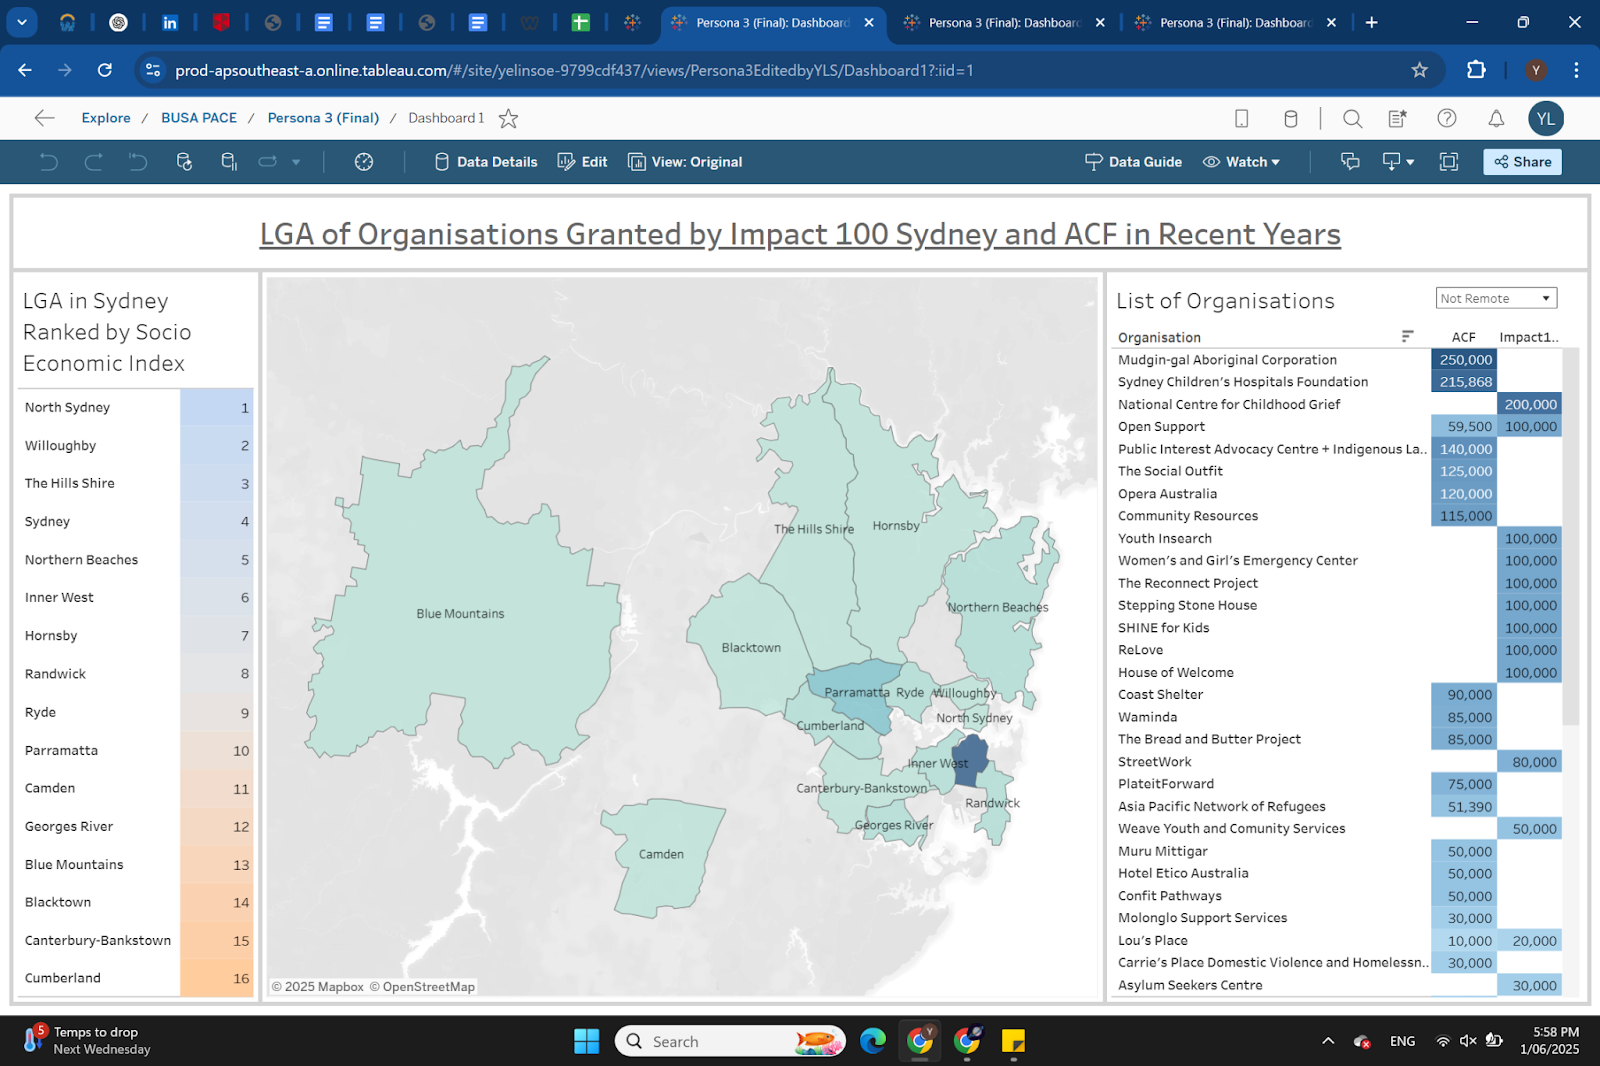 Persona 3 (Final): Dashboard
Persona 3 (Final): Dashboard
Persona 3 (Final): Dashboard
prod-apsoutheast-a.online.tableau.com/#/site/yelinsoe-9799cdf437/views/Persona3EditedbyYLS/Dashboard1?:iid=1
Y
Explore / BUSA PACE / Persona 3 (Final) / Dashboard 1
YL
Data Details Edit View: Original Data Guide Watch Share
LGA of Organisations Granted by Impact 100 Sydney and ACF in Recent Years
LGA in Sydney
Ranked by Socio
Economic Index
North Sydney 1
Willoughby 2
The Hills Shire 3
Sydney 4
Northern Beaches 5
Inner West 6
Hornsby 7
Randwick 8
Ryde 9
Parramatta 10
Camden 11
Georges River 12
Blue Mountains 13
Blacktown 14
Canterbury-Bankstown 15
Cumberland 16
The Hills Shire
Hornsby
Northern Beaches
Blue Mountains
Blacktown
Parramatta
Ryde
Willoughby
North Sydney
Cumberland
Inner West
Canterbury-Bankstown
Randwick
Georges River
Camden
© 2025 Mapbox © OpenStreetMap
List of Organisations
Not Remote
Organisation ACF Impact1..
Mudgin-gal Aboriginal Corporation 250,000
Sydney Children's Hospitals Foundation 215,868
National Centre for Childhood Grief 200,000
Open Support 59,500 100,000
Public Interest Advocacy Centre + Indigenous La.. 140,000
The Social Outfit 125,000
Opera Australia 120,000
Community Resources 115,000
Youth Insearch 100,000
Women's and Girl's Emergency Center 100,000
The Reconnect Project 100,000
Stepping Stone House 100,000
SHINE for Kids 100,000
ReLove 100,000
House of Welcome 100,000
Coast Shelter 90,000
Waminda 85,000
The Bread and Butter Project 85,000
StreetWork 80,000
PlateitForward 75,000
Asia Pacific Network of Refugees 51,390
Weave Youth and Comunity Services 50,000
Muru Mittigar 50,000
Hotel Etico Australia 50,000
Confit Pathways 50,000
Molonglo Support Services 30,000
Lou's Place 10,000 20,000
Carrie's Place Domestic Violence and Homelessn.. 30,000
Asylum Seekers Centre 30,000
5
Temps to drop
Next Wednesday
Search
Y
ENG
5:58 PM
1/06/2025